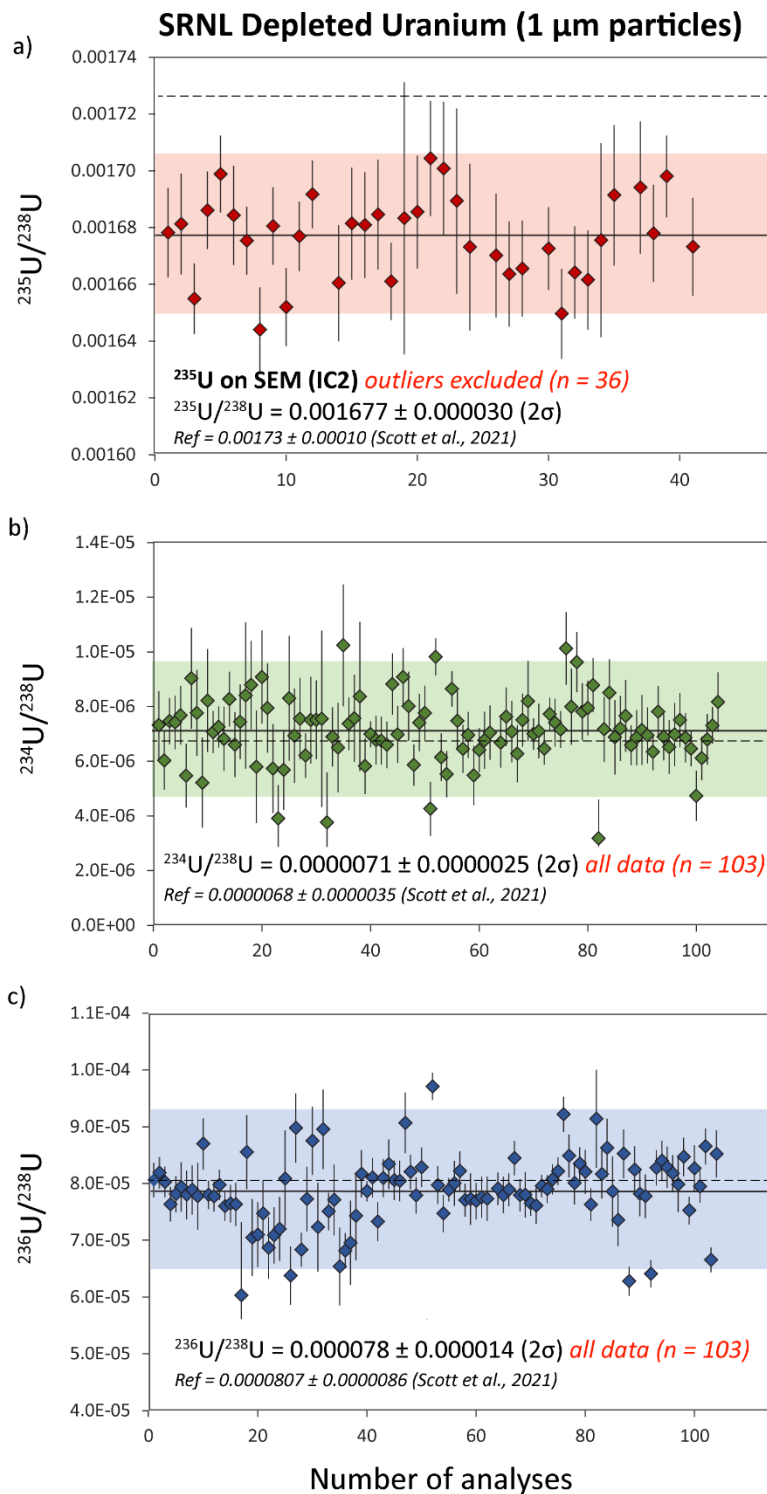 SRNL Depleted Uranium (1 µm particles)
a)
0.00174
0.00172
0.00170
0.00168
0.00166
0.00164
0.00162
0.00160
²³⁵U/²³⁸U
²³⁵U on SEM (IC2) outliers excluded (n = 36)
²³⁵U/²³⁸U = 0.001677 ± 0.000030 (2σ)
Ref = 0.00173 ± 0.00010 (Scott et al., 2021)
0 10 20 30 40
b)
1.4E-05
1.2E-05
1.0E-05
8.0E-06
6.0E-06
4.0E-06
2.0E-06
0.0E+00
²³⁴U/²³⁸U
²³⁴U/²³⁸U = 0.0000071 ± 0.0000025 (2σ) all data (n = 103)
Ref = 0.0000068 ± 0.0000035 (Scott et al., 2021)
0 20 40 60 80 100
c)
1.1E-04
1.0E-04
9.0E-05
8.0E-05
7.0E-05
6.0E-05
5.0E-05
4.0E-05
²³⁶U/²³⁸U
²³⁶U/²³⁸U = 0.000078 ± 0.000014 (2σ) all data (n = 103)
Ref = 0.0000807 ± 0.0000086 (Scott et al., 2021)
0 20 40 60 80 100
Number of analyses